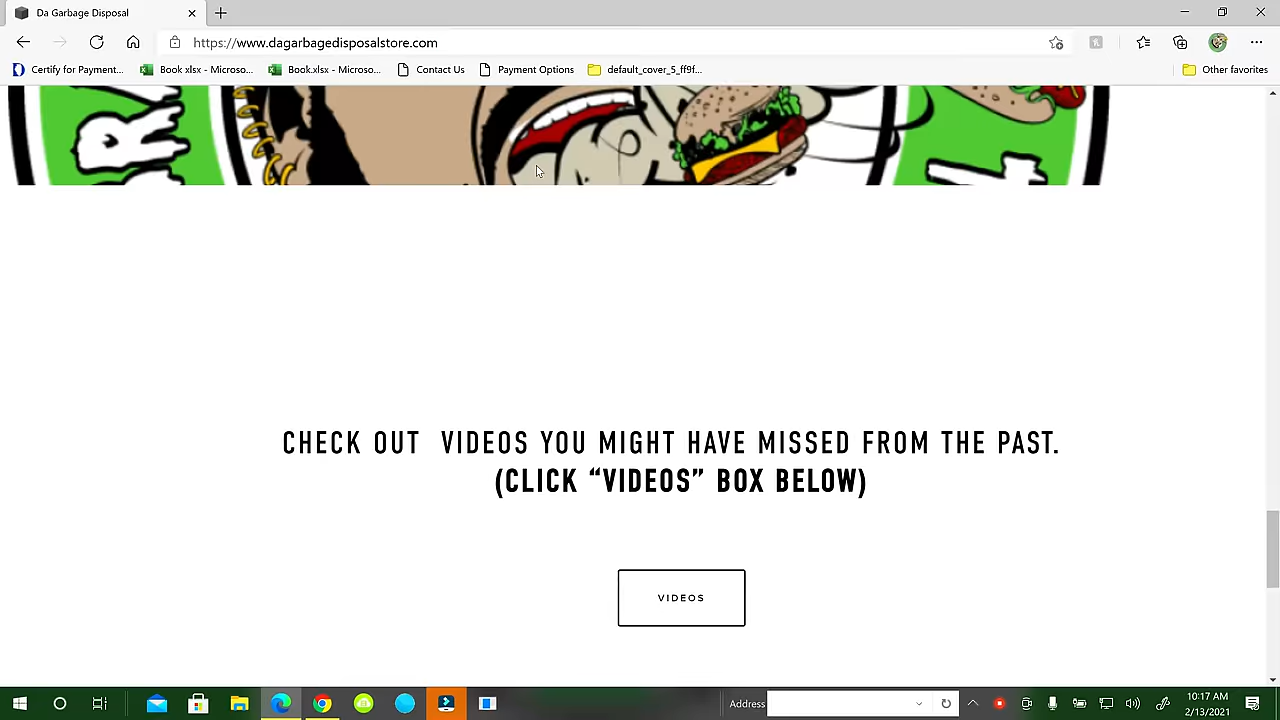 Da Garbage Disposal
https://www.dagarbagedisposalstore.com
Certify for Payment...
Book xlsx - Microso...
Book.xlsx - Microso...
Contact Us
Payment Options
default_cover_5_ff9f...
Other favorites
CHECK OUT VIDEOS YOU MIGHT HAVE MISSED FROM THE PAST.
(CLICK “VIDEOS” BOX BELOW)
VIDEOS
Address
10:17 AM
2/13/2021